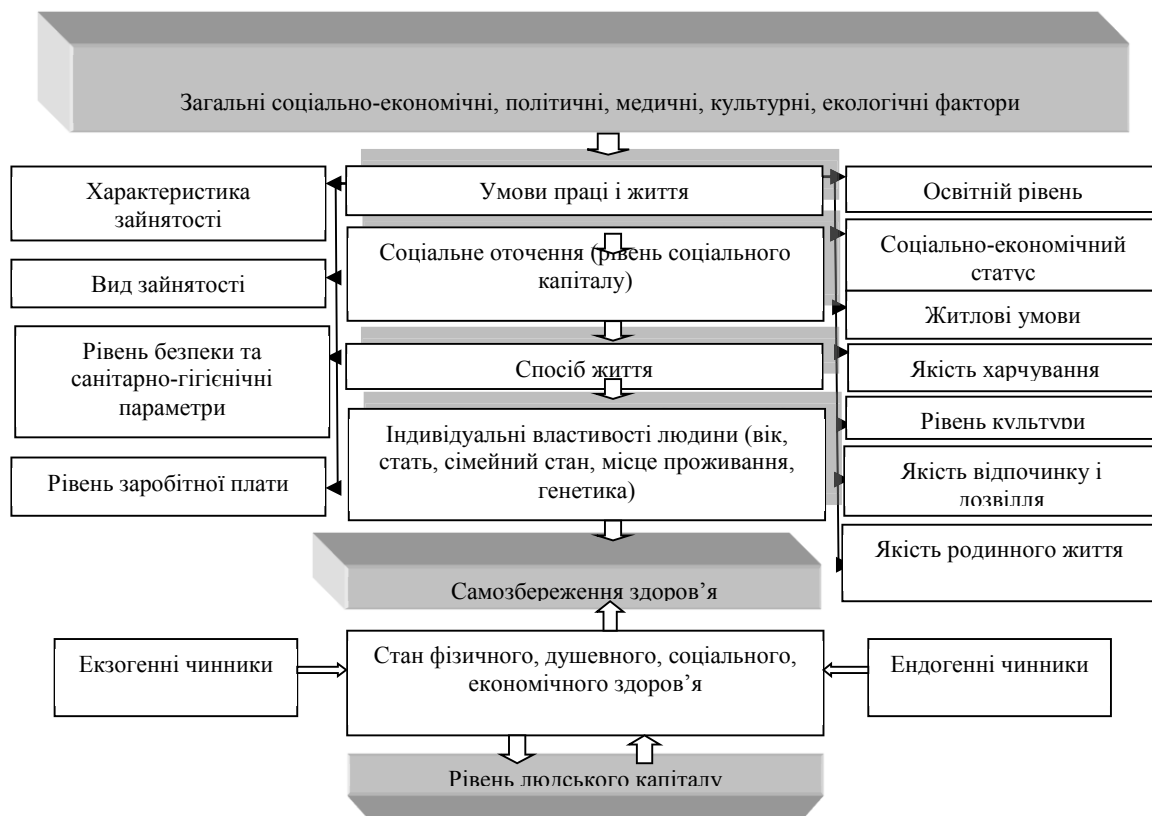 Загальні соціально-економічні, політичні, медичні, культурні, екологічні фактори
Характеристика
зайнятості
Умови праці і життя
Освітній рівень
Соціальне оточення (рівень соціального
капіталу)
Соціально-економічний
статус
Вид зайнятості
Житлові умови
Рівень безпеки та
санітарно-гігієнічні
параметри
Спосіб життя
Якість харчування
Рівень культури
Індивідуальні властивості людини (вік,
стать, сімейний стан, місце проживання,
генетика)
Рівень заробітної плати
Якість відпочинку і
дозвілля
Якість родинного життя
Самозбереження здоров’я
Екзогенні чинники
Стан фізичного, душевного, соціального,
економічного здоров’я
Ендогенні чинники
Рівень людського капіталу